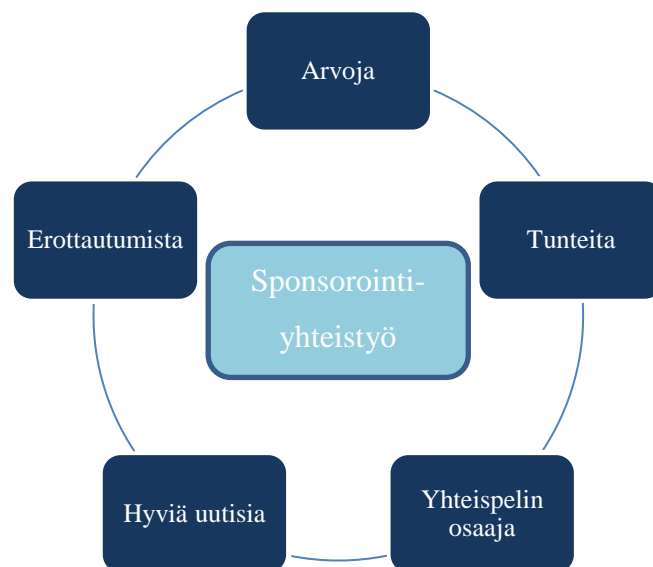 Arvoja
Erottautumista
Tunteita
Sponsorointi-
yhteistyö
Hyviä uutisia
Yhteispelin
osaaja